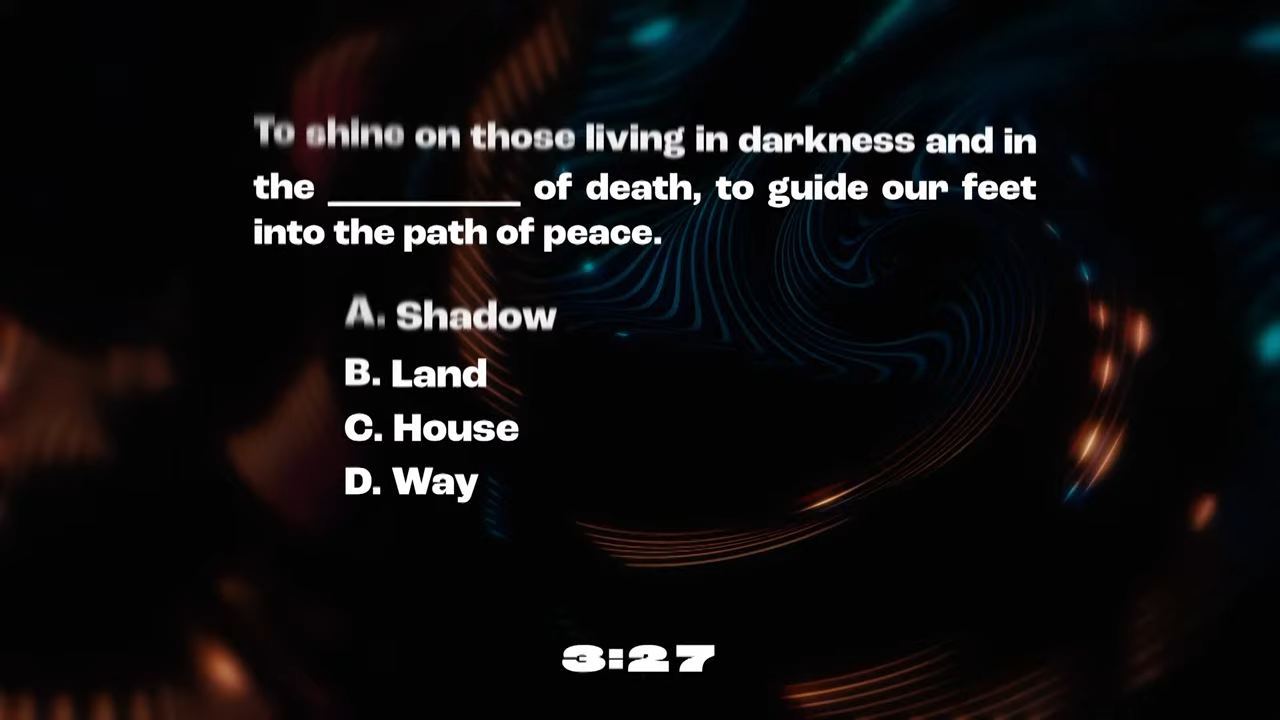 To shine on those living in darkness and in
the __________ of death, to guide our feet
into the path of peace.
A. Shadow
B. Land
C. House
D. Way
3:27